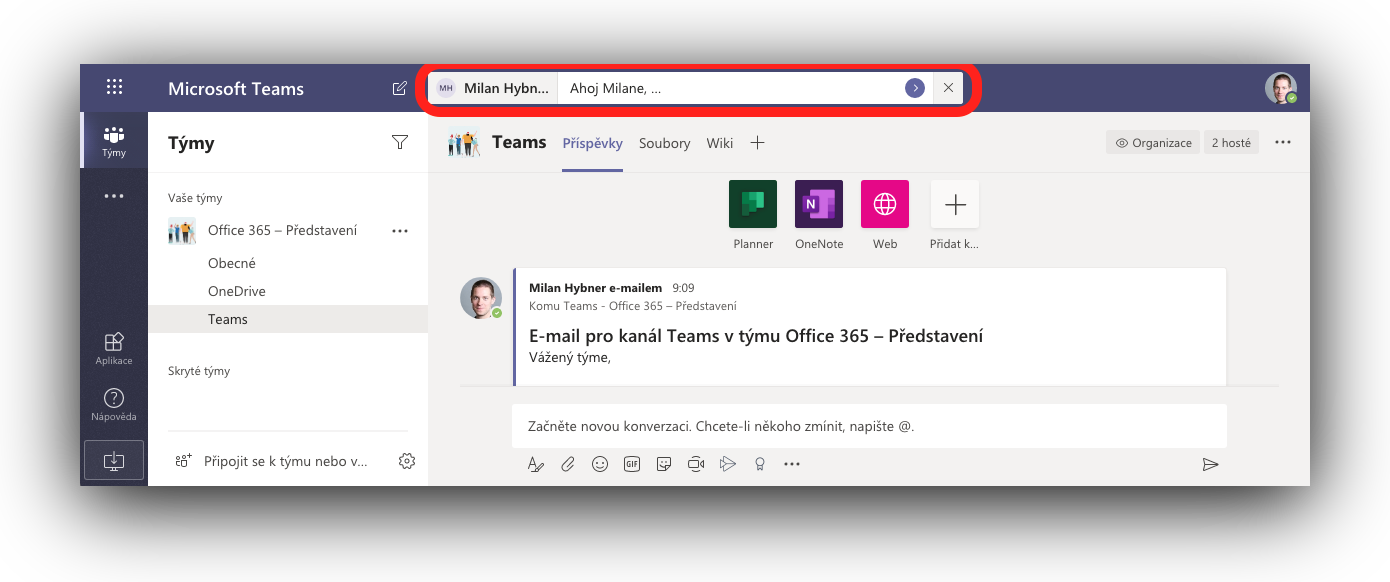 Microsoft Teams
MH Milan Hybn... Ahoj Milane, ...
Týmy
Týmy
Vaše týmy
Office 365 – Představení
Obecné
OneDrive
Teams
Skryté týmy
Aplikace
Nápověda
Připojit se k týmu nebo v...
Teams Příspěvky Soubory Wiki Organizace 2 hosté
N
Planner OneNote Web Přidat k...
Milan Hybner e-mailem 9:09
Komu Teams - Office 365 – Představení
E-mail pro kanál Teams v týmu Office 365 – Představení
Vážený týme,
Začněte novou konverzaci. Chcete-li někoho zmínit, napište @.
GIF